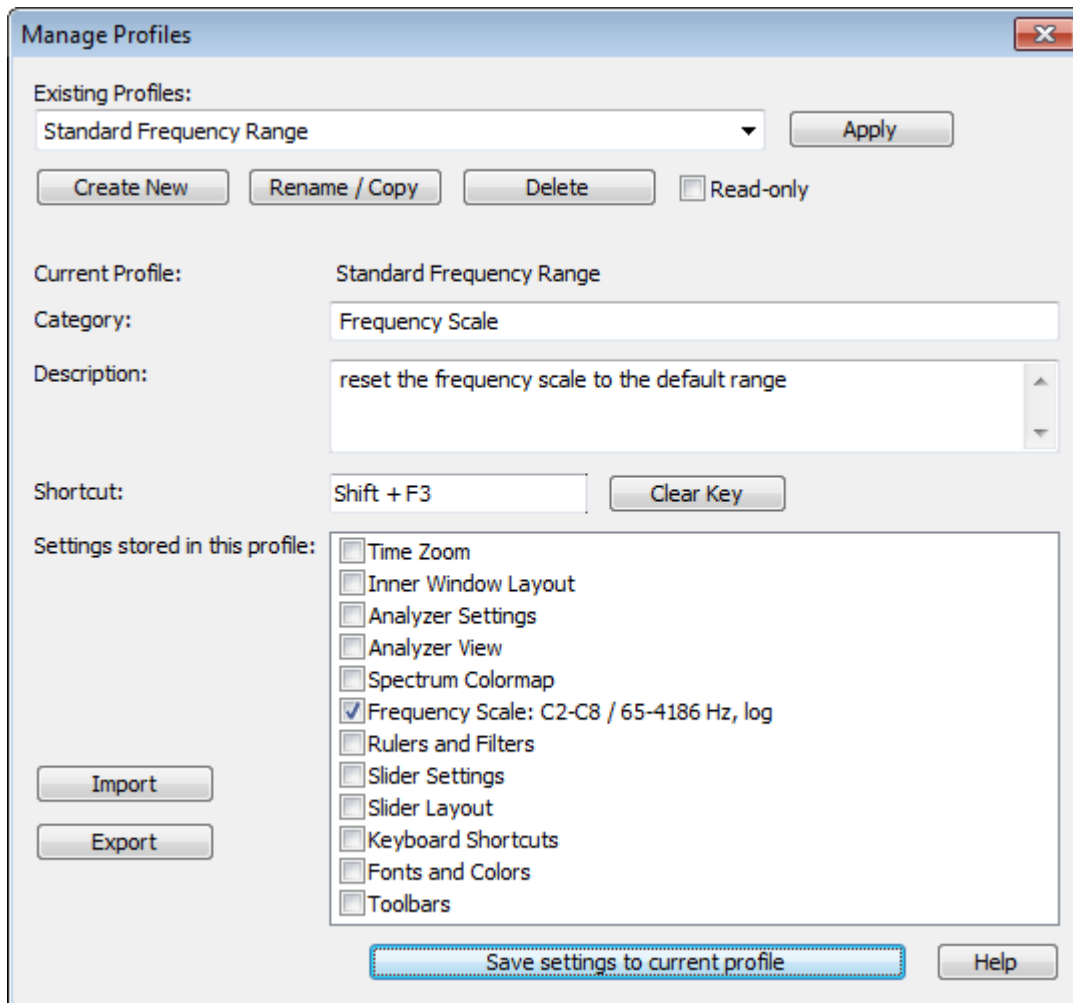 Manage Profiles
Existing Profiles:
Standard Frequency Range
Apply
Create New
Rename / Copy
Delete
Read-only
Current Profile:
Standard Frequency Range
Category:
Frequency Scale
Description:
reset the frequency scale to the default range
Shortcut:
Shift + F3
Clear Key
Settings stored in this profile:
Time Zoom
Inner Window Layout
Analyzer Settings
Analyzer View
Spectrum Colormap
Frequency Scale: C2-C8 / 65-4186 Hz, log
Rulers and Filters
Slider Settings
Slider Layout
Keyboard Shortcuts
Fonts and Colors
Toolbars
Import
Export
Save settings to current profile
Help